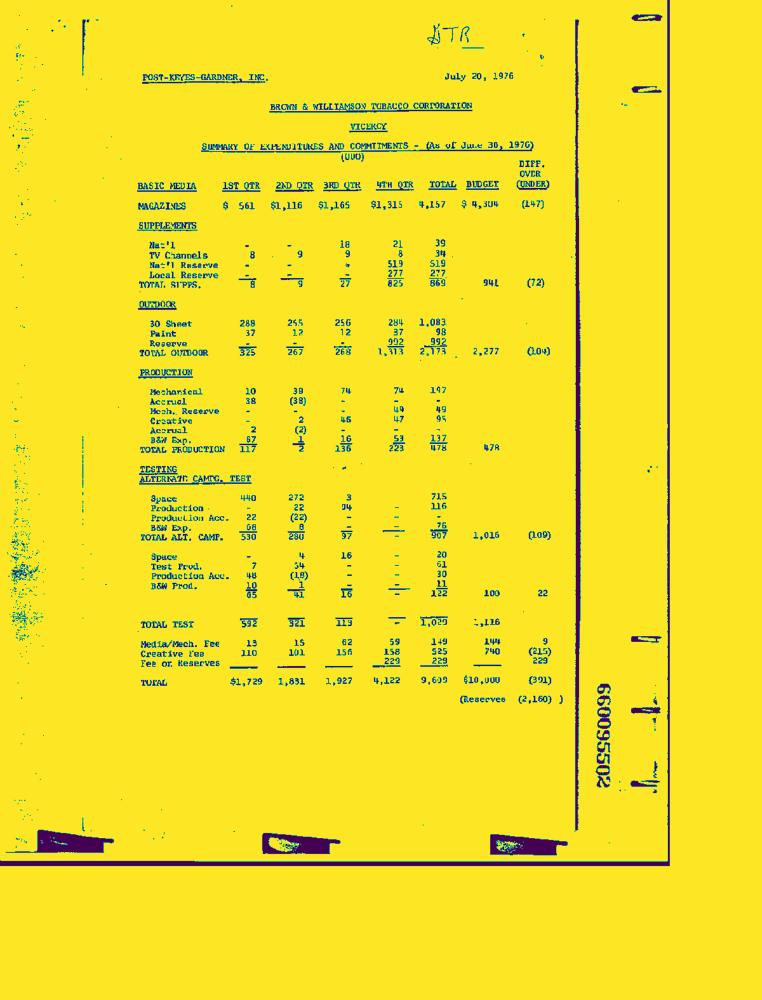 DTR
POST-KEYES-GARDNER, INC. July 20, 1976
BROWN & WILLIAMSON TOBACCO CORPORATION
VICEROY
SUMMARY OF EXPENDITURES AND COMMITMENTS - (As of June 30, 1976)
(000)
DIFF.
OVER
BASIC MEDIA 1ST QTR 2ND QTR 3RD QTR 4TH QTR TOTAL BUDGET (UNDER)
MAGAZINES $ 561 $1,116 $1,165 $1,315 4,157 $ 4,304 (147)
SUPPLEMENTS
Nat'l - - 18 21 39
TV Channels 8 9 9 8 34
Nat'l Reserve - - - 519 519
Local Reserve - - - 277 277
TOTAL SUPPS. 8 9 27 825 869 941 (72)
OUTDOOR
30 Sheet 288 255 256 284 1,083
Paint 37 12 12 37 98
Reserve - - - 992 992
TOTAL OUTDOOR 325 267 268 1,313 2,173 2,277 (104)
PRODUCTION
Mechanical 10 39 74 74 197
Accrual 38 (38) - - -
Mech. Reserve - - - 49 49
Creative - 2 46 47 95
Accrual 2 (2) - - -
B&W Exp. 67 1 16 53 137
TOTAL PRODUCTION 117 2 136 223 478 478
TESTING
ALTERNATE CAMPG. TEST
Space 440 272 3 715
Production - 22 94 - 116
Production Acc. 22 (22) - - -
B&W Exp. 68 8 - - 76
TOTAL ALT. CAMP. 530 280 97 - 907 1,016 (109)
Space - 4 16 - 20
Test Prod. 7 54 - - 61
Production Acc. 48 (18) - - 30
B&W Prod. 10 1 - - 11
65 41 16 - 122 100 22
TOTAL TEST 592 321 113 - 1,029 1,116
Media/Mech. Fee 13 15 62 59 149 144 9
Creative Fee 110 101 156 158 525 740 (215)
Fee on Reserves 229 229 229
TOTAL $1,729 1,831 1,927 4,122 9,609 $10,000 (391)
(Reserves (2,160) )
660095502